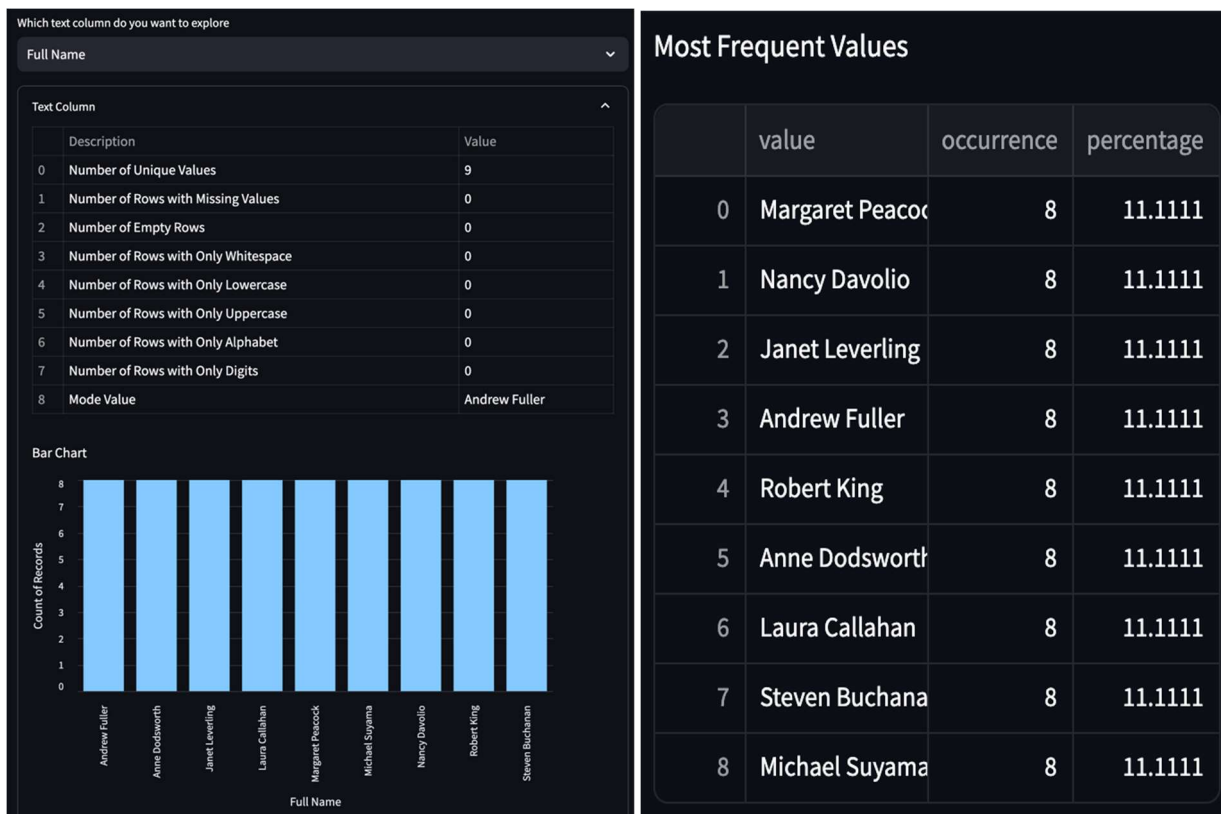 Which text column do you want to explore
Full Name
Text Column
Description Value
0 Number of Unique Values 9
1 Number of Rows with Missing Values 0
2 Number of Empty Rows 0
3 Number of Rows with Only Whitespace 0
4 Number of Rows with Only Lowercase 0
5 Number of Rows with Only Uppercase 0
6 Number of Rows with Only Alphabet 0
7 Number of Rows with Only Digits 0
8 Mode Value Andrew Fuller
Bar Chart
8
7
6
5
4
3
2
1
0
Count of Records
Andrew Fuller
Anne Dodsworth
Janet Leverling
Laura Callahan
Margaret Peacock
Michael Suyama
Nancy Davolio
Robert King
Steven Buchanan
Full Name
Most Frequent Values
value occurrence percentage
0 Margaret Peacoc 8 11.1111
1 Nancy Davolio 8 11.1111
2 Janet Leverling 8 11.1111
3 Andrew Fuller 8 11.1111
4 Robert King 8 11.1111
5 Anne Dodsworth 8 11.1111
6 Laura Callahan 8 11.1111
7 Steven Buchana 8 11.1111
8 Michael Suyama 8 11.1111